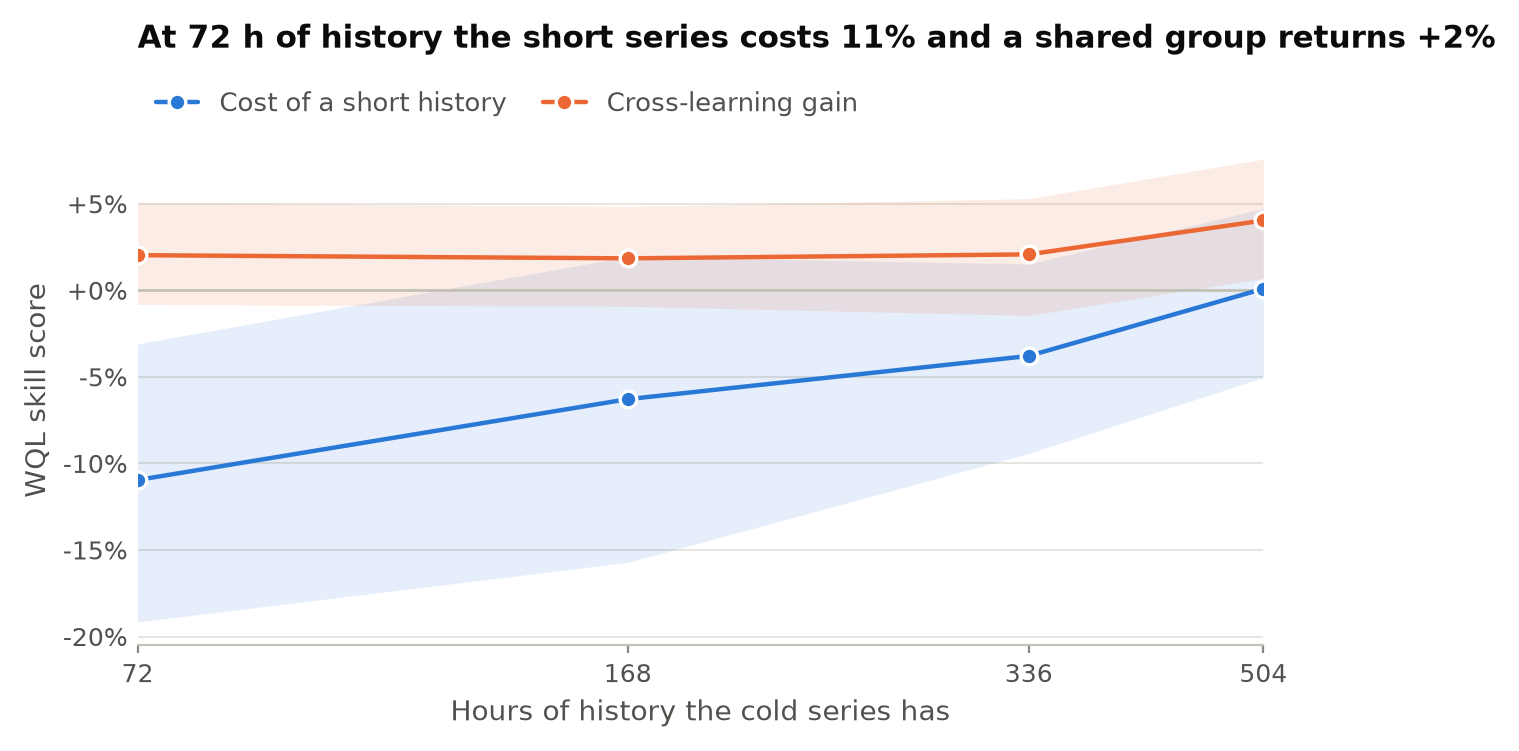 At 72 h of history the short series costs 11% and a shared group returns +2%
Cost of a short history
Cross-learning gain
+5%
+0%
-5%
-10%
-15%
-20%
WQL skill score
72
168
336
504
Hours of history the cold series has